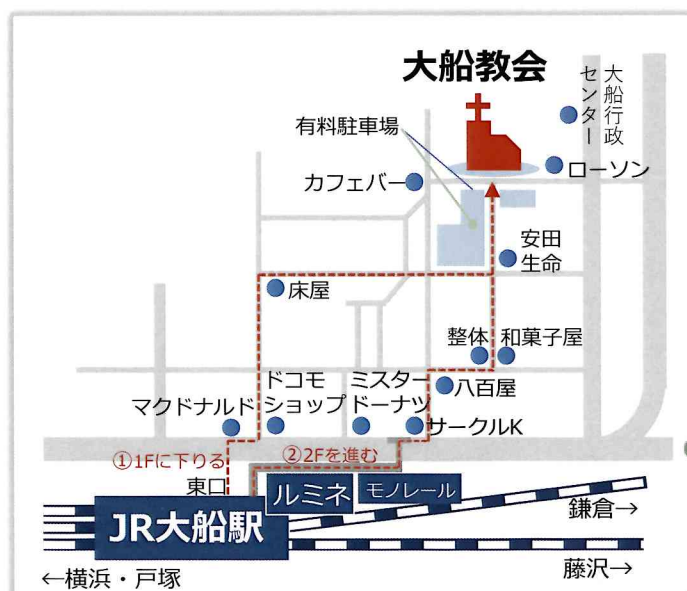 大船教会
大船行政
センター
有料駐車場
カフェバー
ローソン
安田
生命
床屋
整体
和菓子屋
ドコモ
ショップ
ミスター
ドーナツ
八百屋
マクドナルド
サークルK
①1Fに下りる
②2Fを進む
東口
ルミネ
モノレール
JR大船駅
鎌倉→
←横浜・戸塚
藤沢→